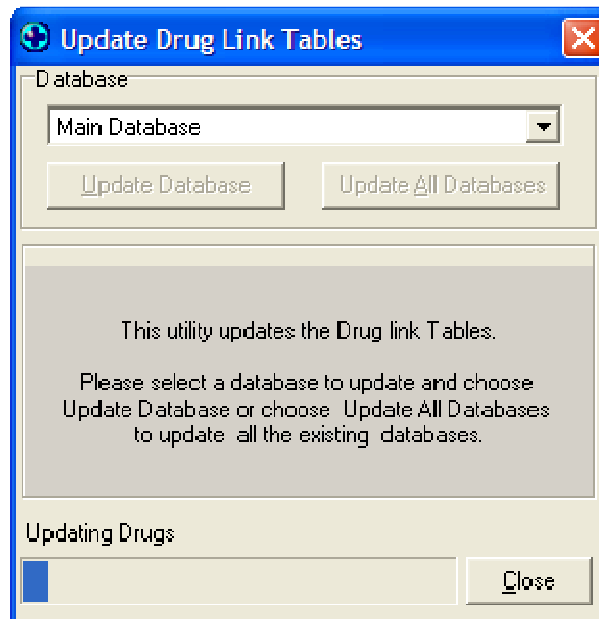 Update Drug Link Tables
Database
Main Database
Update Database
Update All Databases
This utility updates the Drug link Tables.
Please select a database to update and choose
Update Database or choose Update All Databases
to update all the existing databases.
Updating Drugs
Close